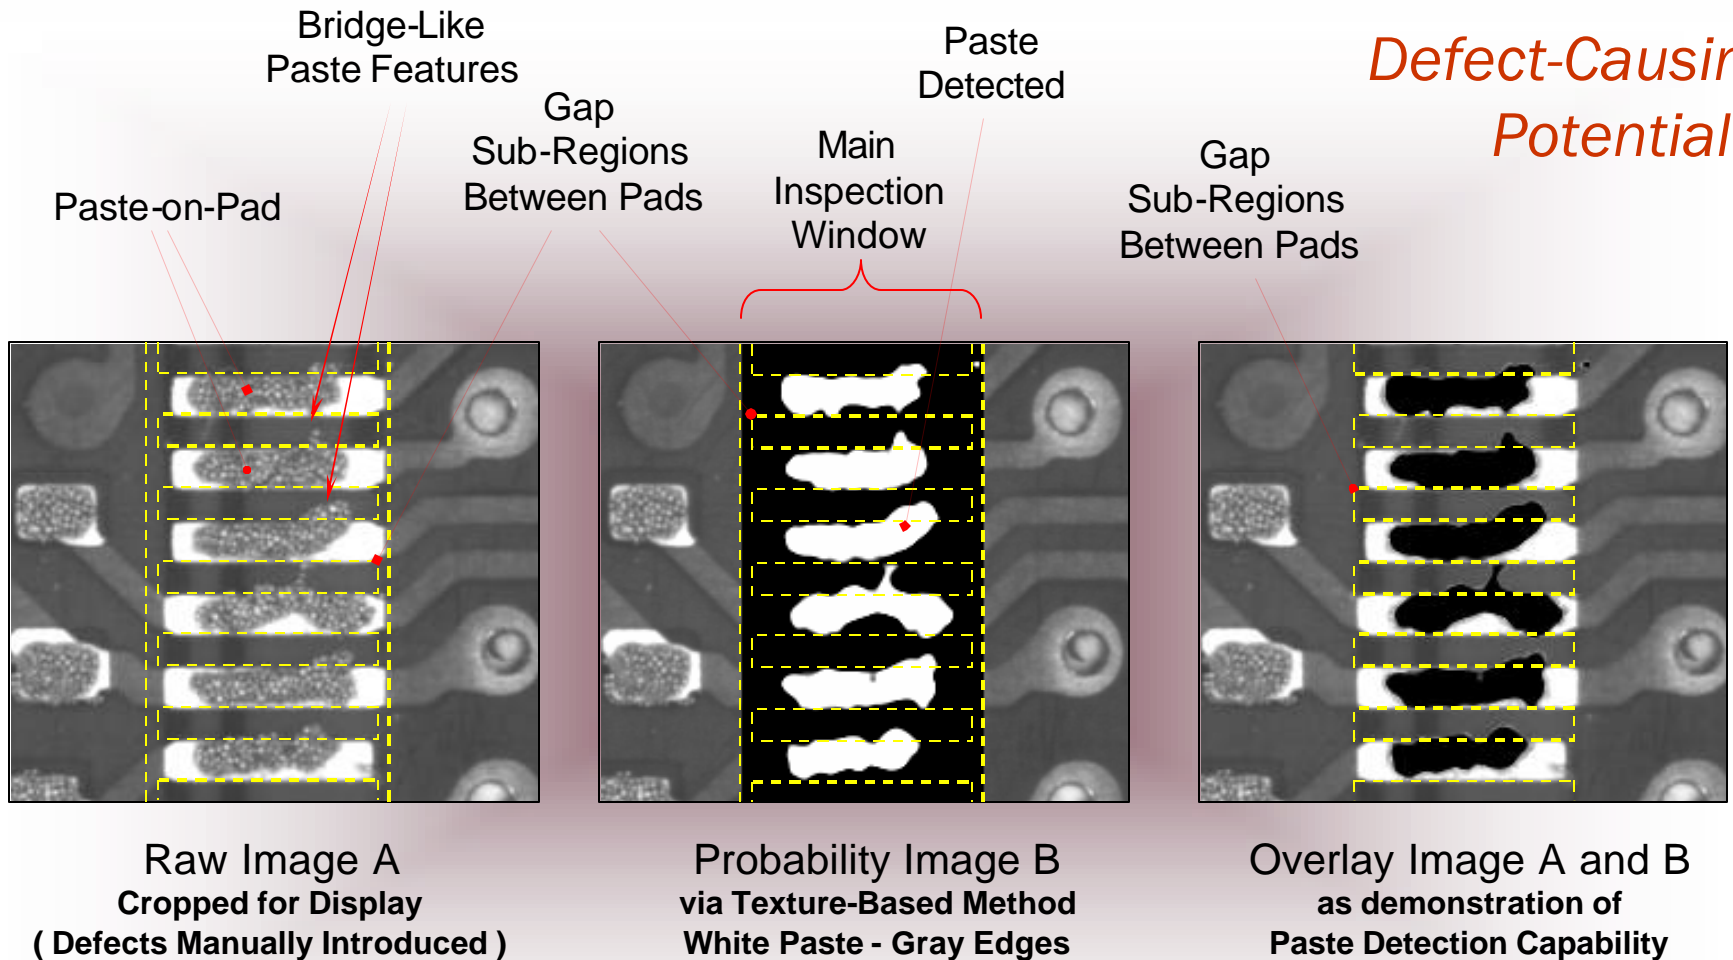 Bridge-Like
Paste Features
Paste
Detected
Defect-Causin
Potential
Gap
Sub-Regions
Between Pads
Main
Inspection
Window
Gap
Sub-Regions
Between Pads
Paste-on-Pad
Raw Image A
Cropped for Display
( Defects Manually Introduced )
Probability Image B
via Texture-Based Method
White Paste - Gray Edges
Overlay Image A and B
as demonstration of
Paste Detection Capability